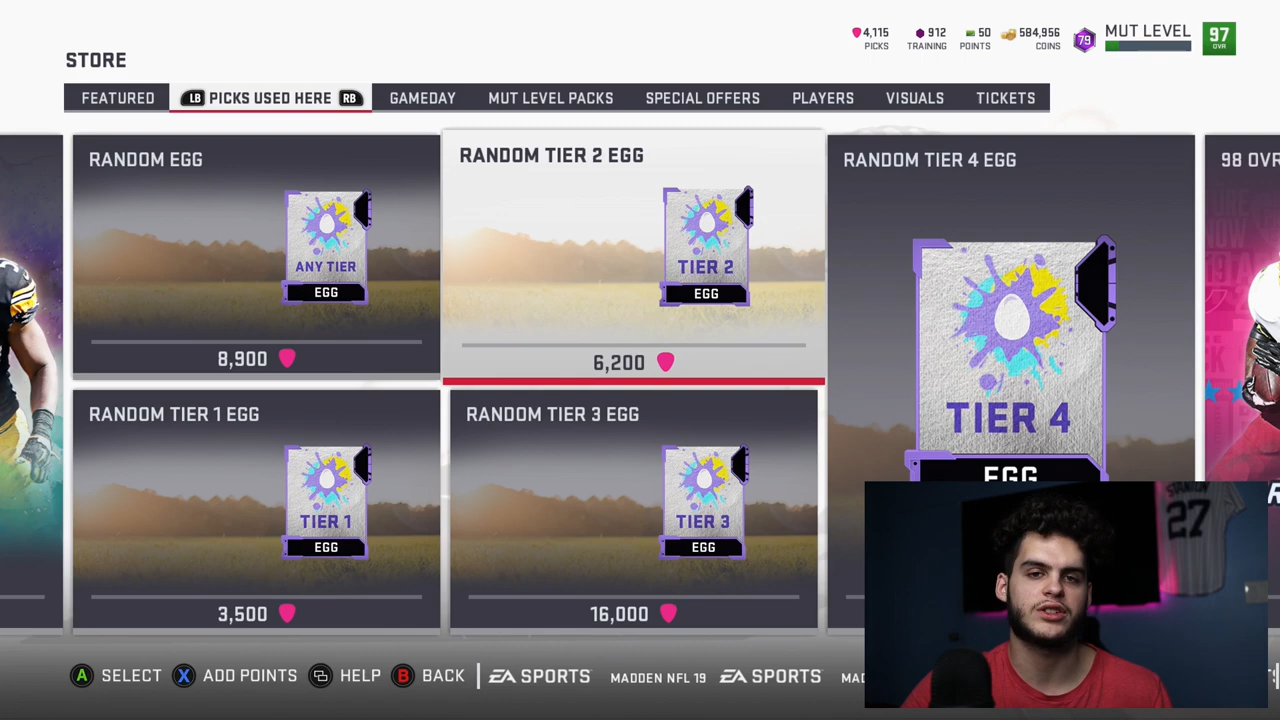 STORE
4,115
PICKS
912
TRAINING
50
POINTS
584,956
COINS
79
MUT LEVEL
97
OVR
FEATURED
LB PICKS USED HERE RB
GAMEDAY
MUT LEVEL PACKS
SPECIAL OFFERS
PLAYERS
VISUALS
TICKETS
RANDOM EGG
ANY TIER
EGG
8,900
RANDOM TIER 2 EGG
TIER 2
EGG
6,200
RANDOM TIER 4 EGG
TIER 4
EGG
98 OVR
RANDOM TIER 1 EGG
TIER 1
EGG
3,500
RANDOM TIER 3 EGG
TIER 3
EGG
16,000
STANTON
27
A SELECT
X ADD POINTS
HELP
B BACK
EA SPORTS
MADDEN NFL 19
EA SPORTS